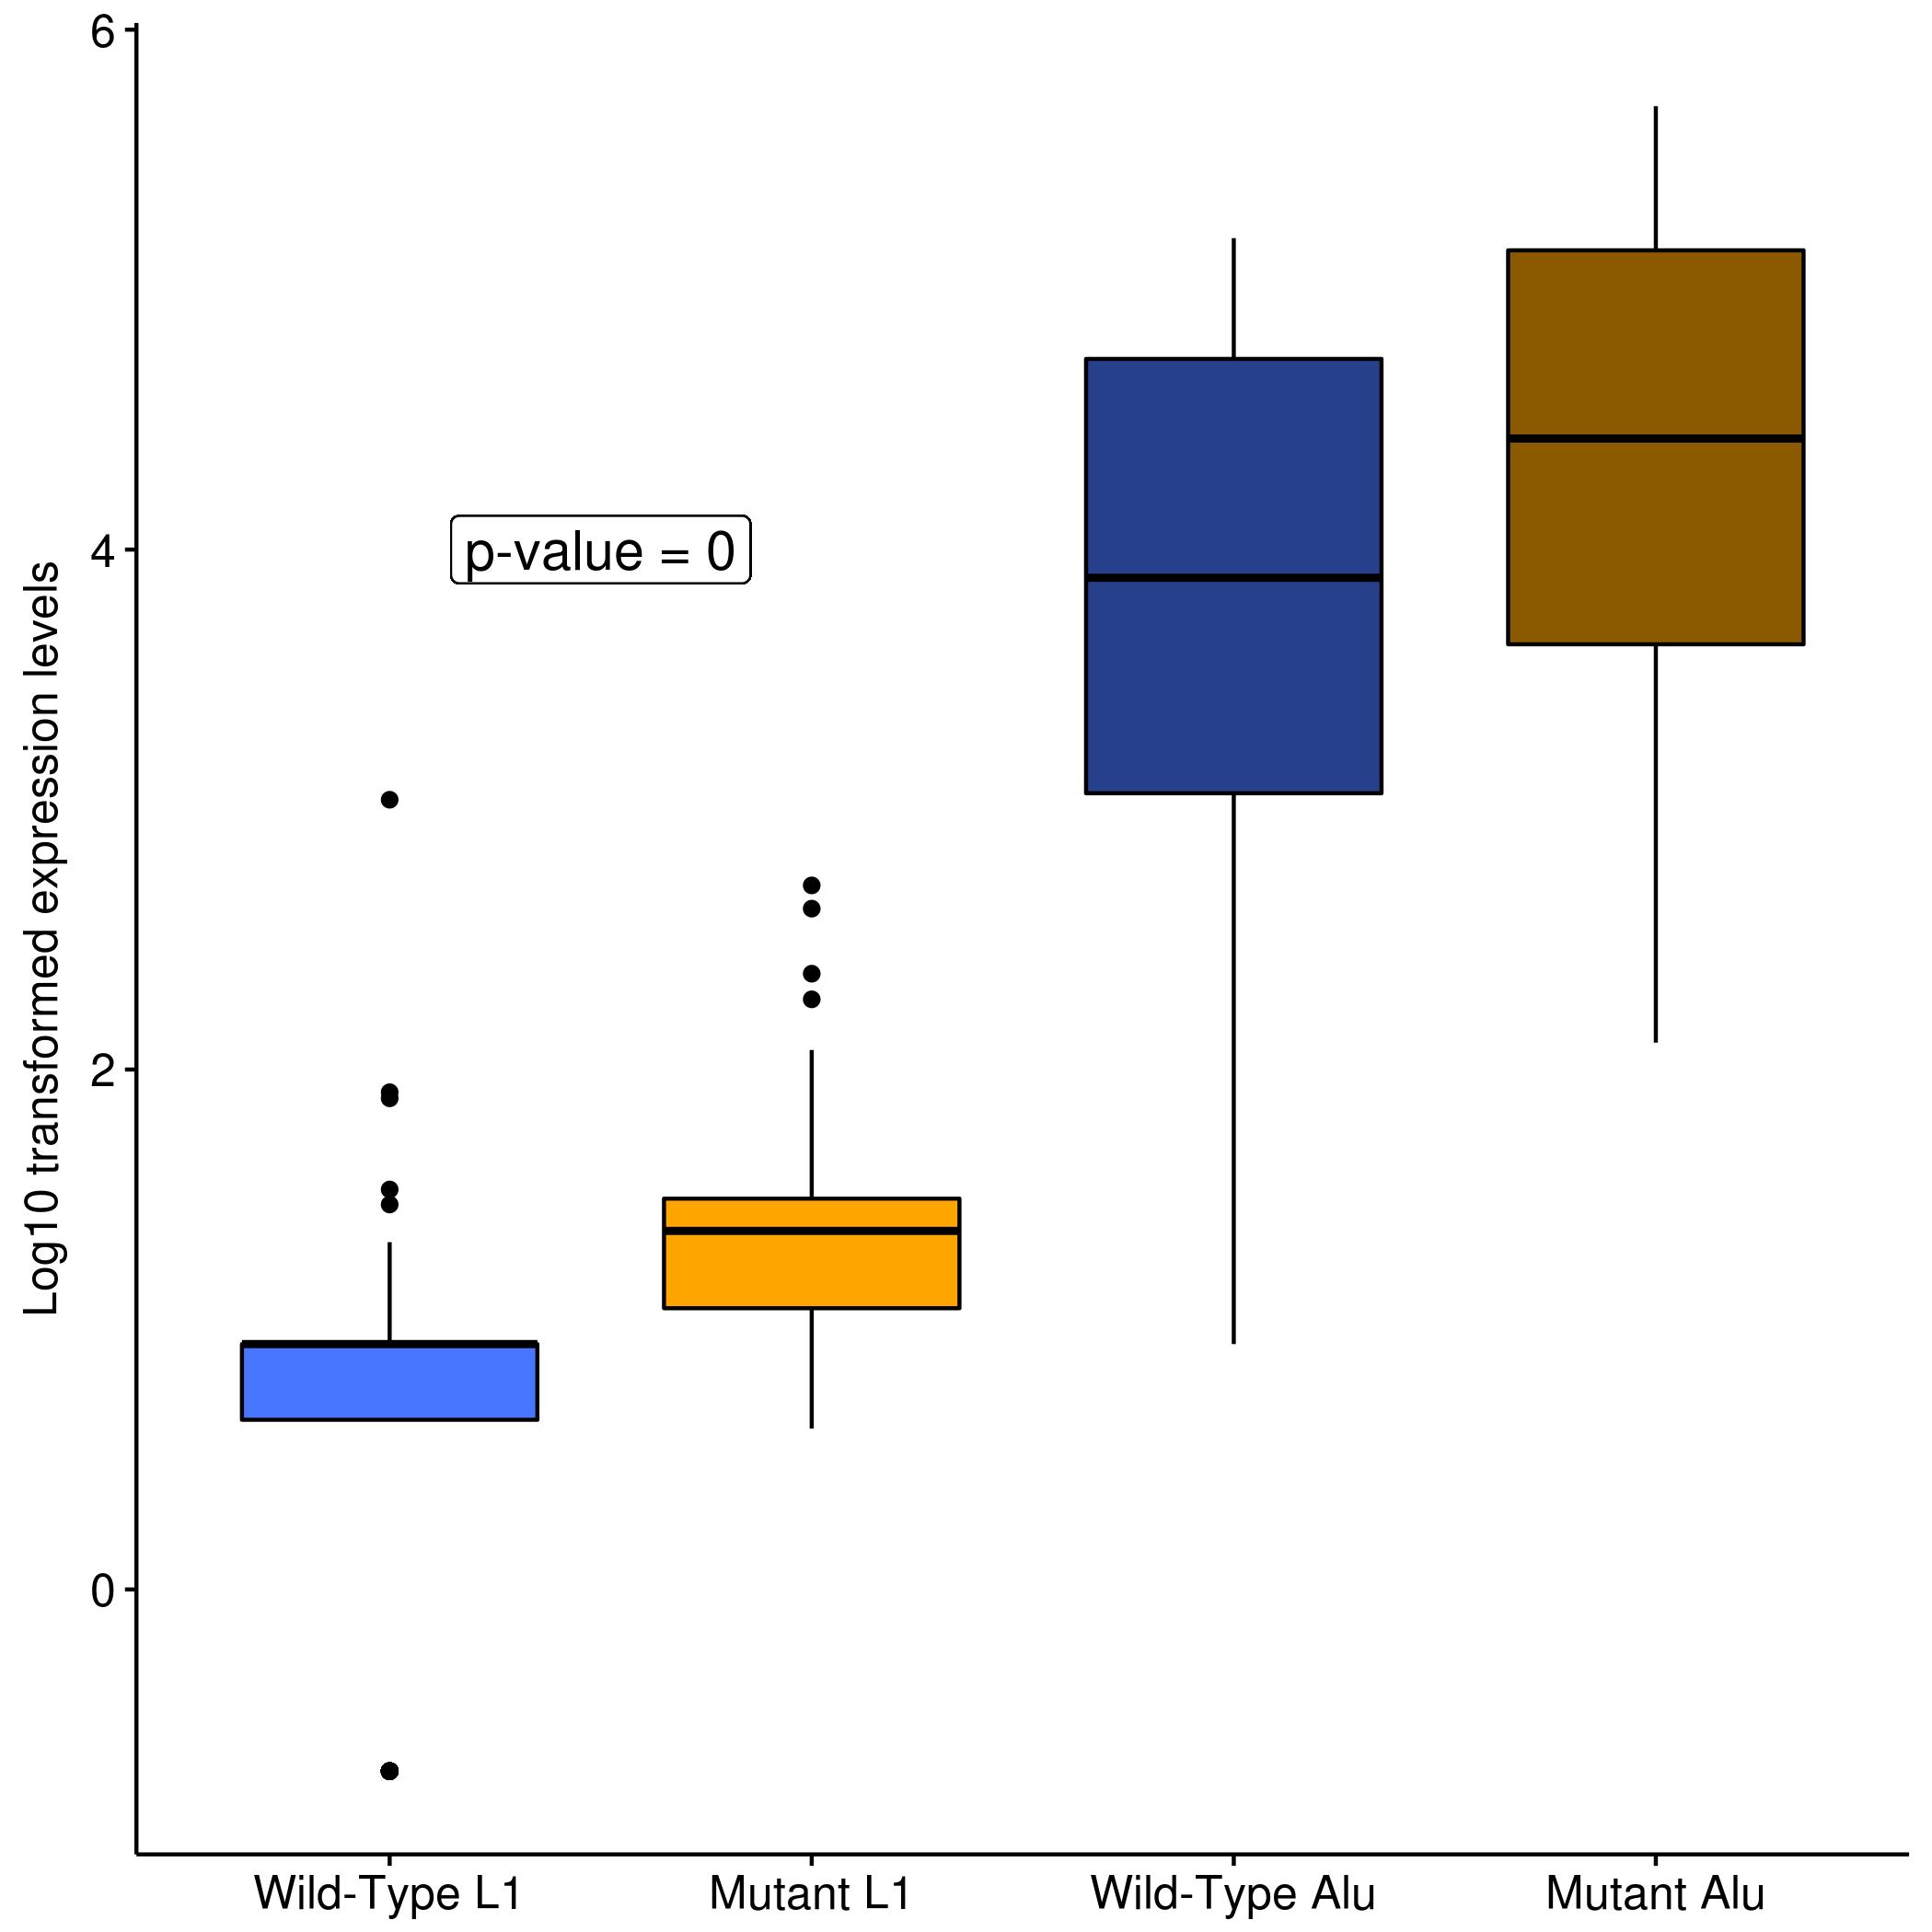 Log10 transformed expression levels
6
4
2
0
p-value = 0
Wild-Type L1
Mutant L1
Wild-Type Alu
Mutant Alu